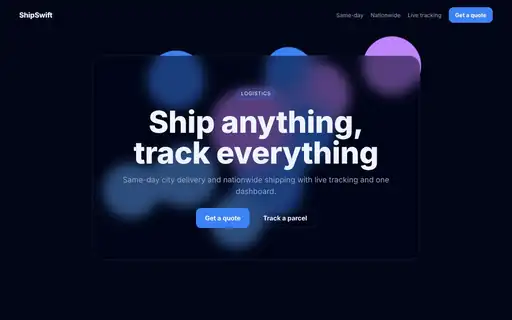 ShipSwift
Same-day Nationwide Live tracking Get a quote
LOGISTICS
Ship anything,
track everything
Same-day city delivery and nationwide shipping with live tracking and one
dashboard.
Get a quote Track a parcel